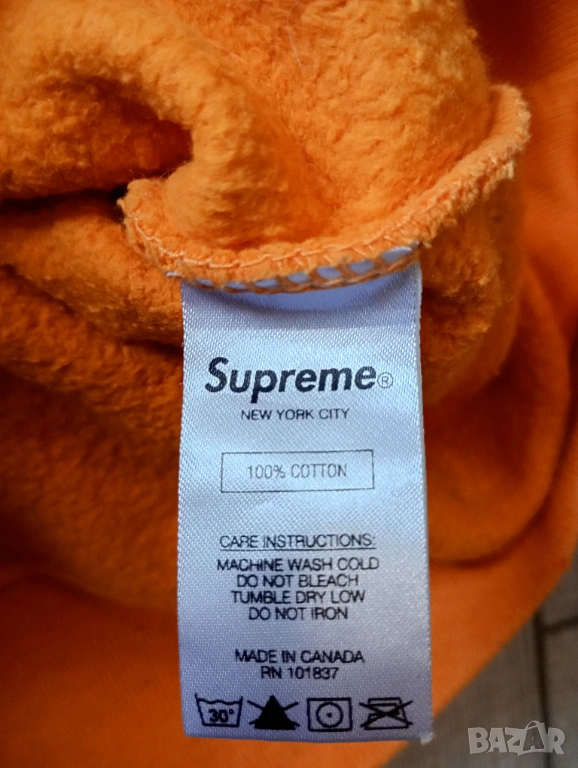 Supreme®
NEW YORK CITY
100% COTTON
CARE INSTRUCTIONS:
MACHINE WASH COLD
DO NOT BLEACH
TUMBLE DRY LOW
DO NOT IRON
MADE IN CANADA
RN 101837
30°
BAZAR